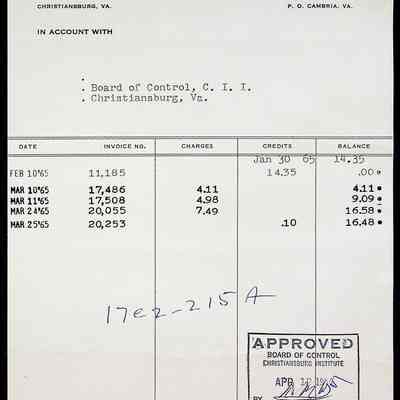 CHRISTIANSBURG, VA. P. O. CAMBRIA, VA.
IN ACCOUNT WITH
Board of Control, C. I. I.
Christiansburg, Va.
DATE INVOICE NO. CHARGES CREDITS BALANCE
Jan 30 65 14.35
FEB 10'65 11,185 14.35 .00
MAR 10'65 17,486 4.11 4.11
MAR 11'65 17,508 4.98 9.09
MAR 24'65 20,055 7.49 16.58
MAR 25'65 20,253 .10 16.48
17e2-215A
APPROVED
BOARD OF CONTROL
CHRISTIANSBURG INSTITUTE
APR 12
BY